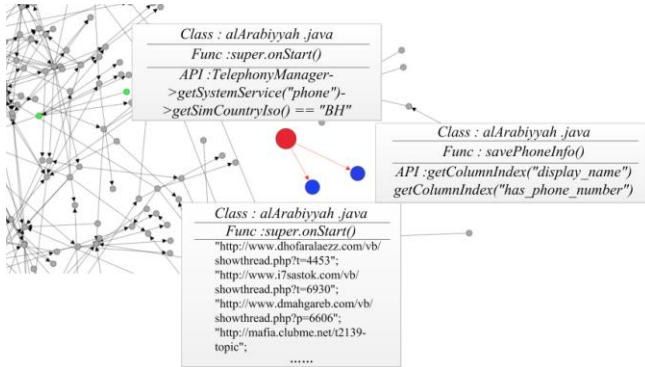 Class : alArabiyyah .java
Func :super.onStart()
API :TelephonyManager-
>getSystemService("phone")-
>getSimCountryIso() == "BH"
Class : alArabiyyah .java
Func : savePhoneInfo()
API :getColumnIndex("display_name")
getColumnIndex("has_phone_number")
Class : alArabiyyah .java
Func :super.onStart()
"http://www.dhofaralaezz.com/vb/
showthread.php?t=4453";
"http://www.i7sastok.com/vb/
showthread.php?t=6930";
"http://www.dmahgareb.com/vb/
showthread.php?p=6606";
"http://mafia.clubme.net/t2139-
topic";
......